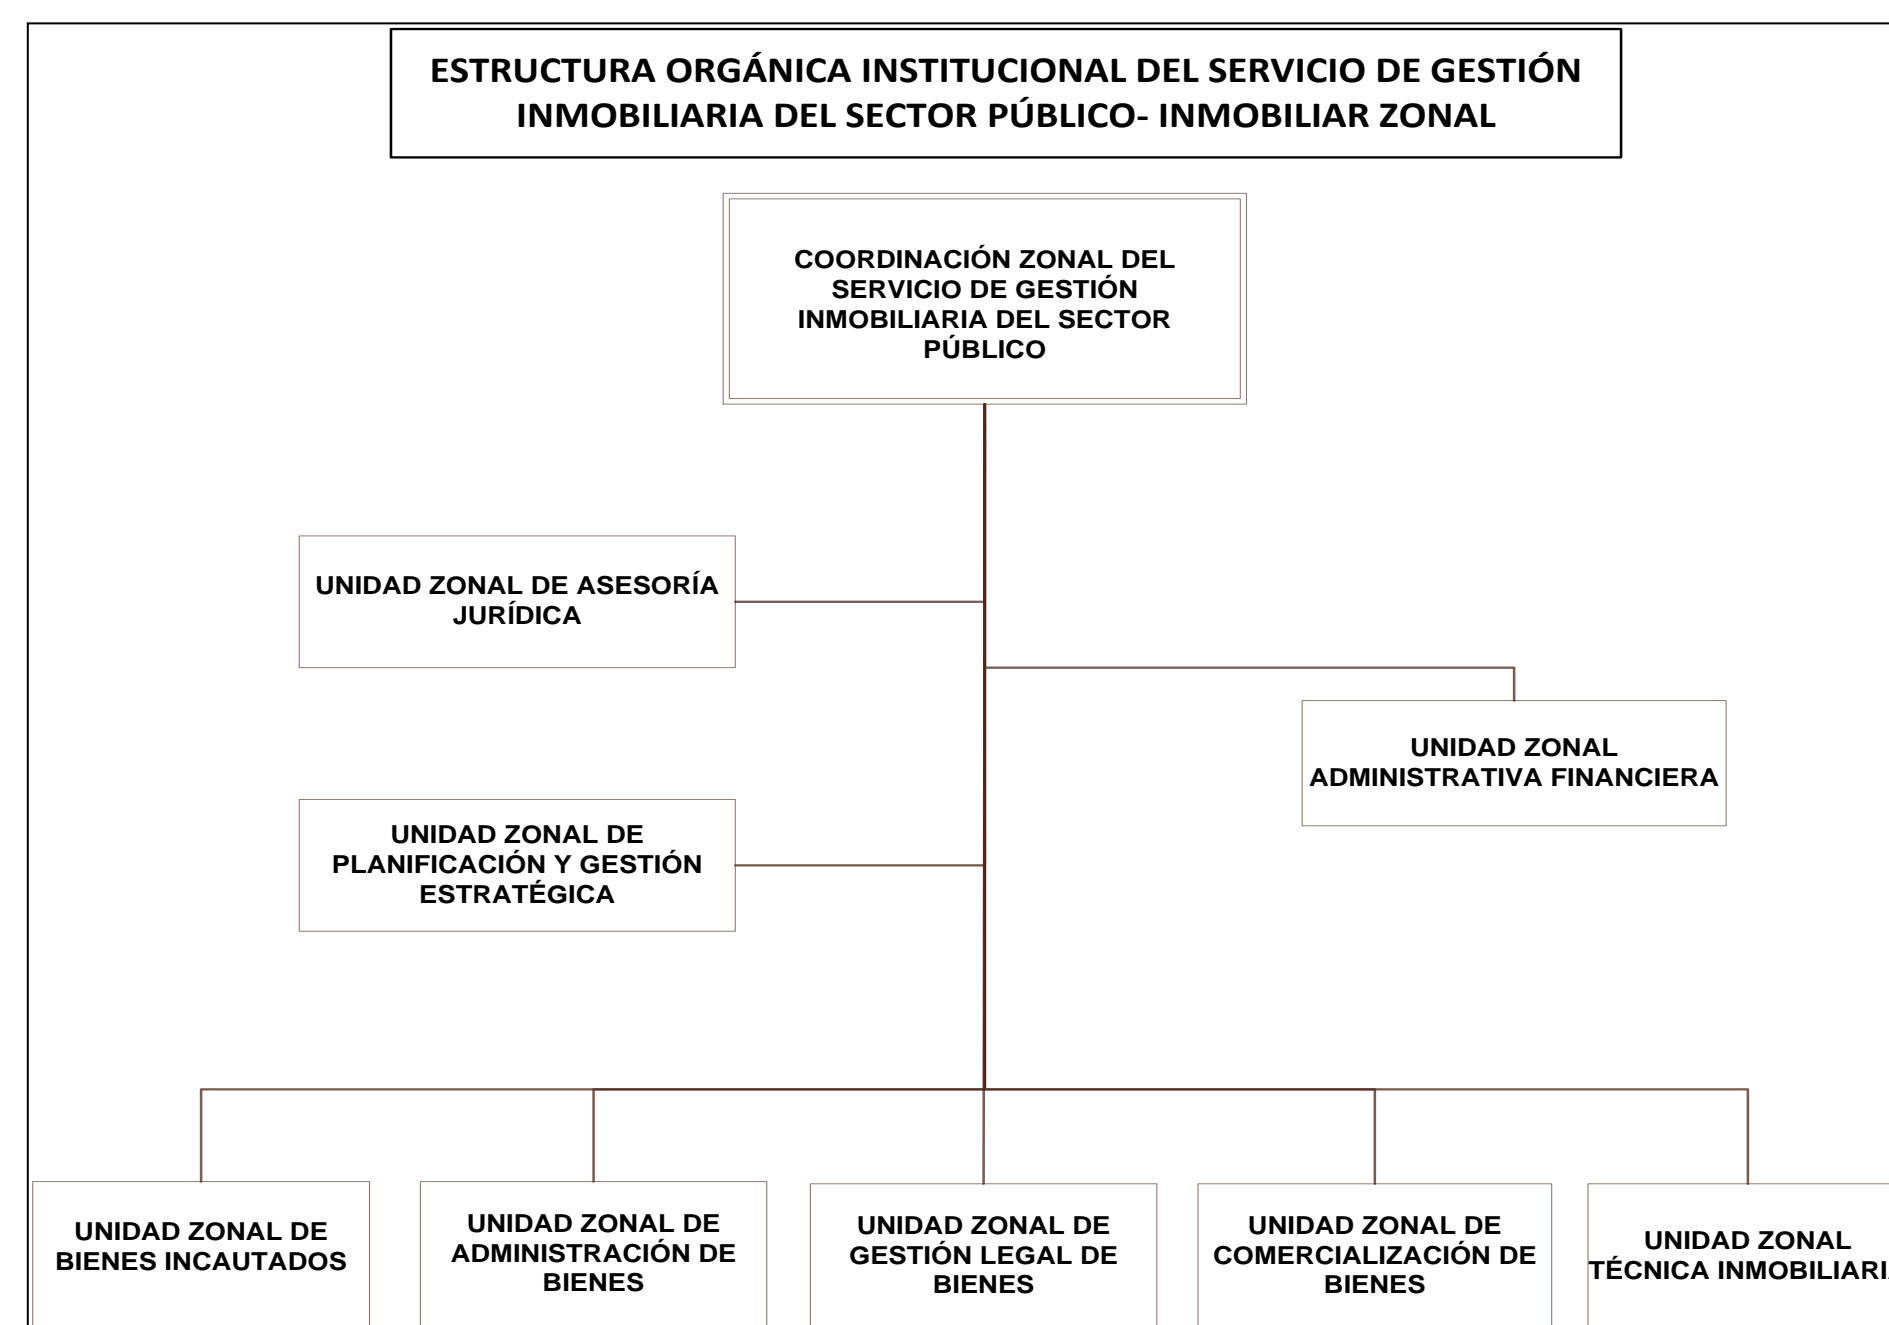 ESTRUCTURA ORGÁNICA INSTITUCIONAL DEL SERVICIO DE GESTIÓN
INMOBILIARIA DEL SECTOR PÚBLICO- INMOBILIAR ZONAL
COORDINACIÓN ZONAL DEL
SERVICIO DE GESTIÓN
INMOBILIARIA DEL SECTOR
PÚBLICO
UNIDAD ZONAL DE ASESORÍA
JURÍDICA
UNIDAD ZONAL
ADMINISTRATIVA FINANCIERA
UNIDAD ZONAL DE
PLANIFICACIÓN Y GESTIÓN
ESTRATÉGICA
UNIDAD ZONAL DE
BIENES INCAUTADOS
UNIDAD ZONAL DE
ADMINISTRACIÓN DE
BIENES
UNIDAD ZONAL DE
GESTIÓN LEGAL DE
BIENES
UNIDAD ZONAL DE
COMERCIALIZACIÓN DE
BIENES
UNIDAD ZONAL
TÉCNICA INMOBILIARIA